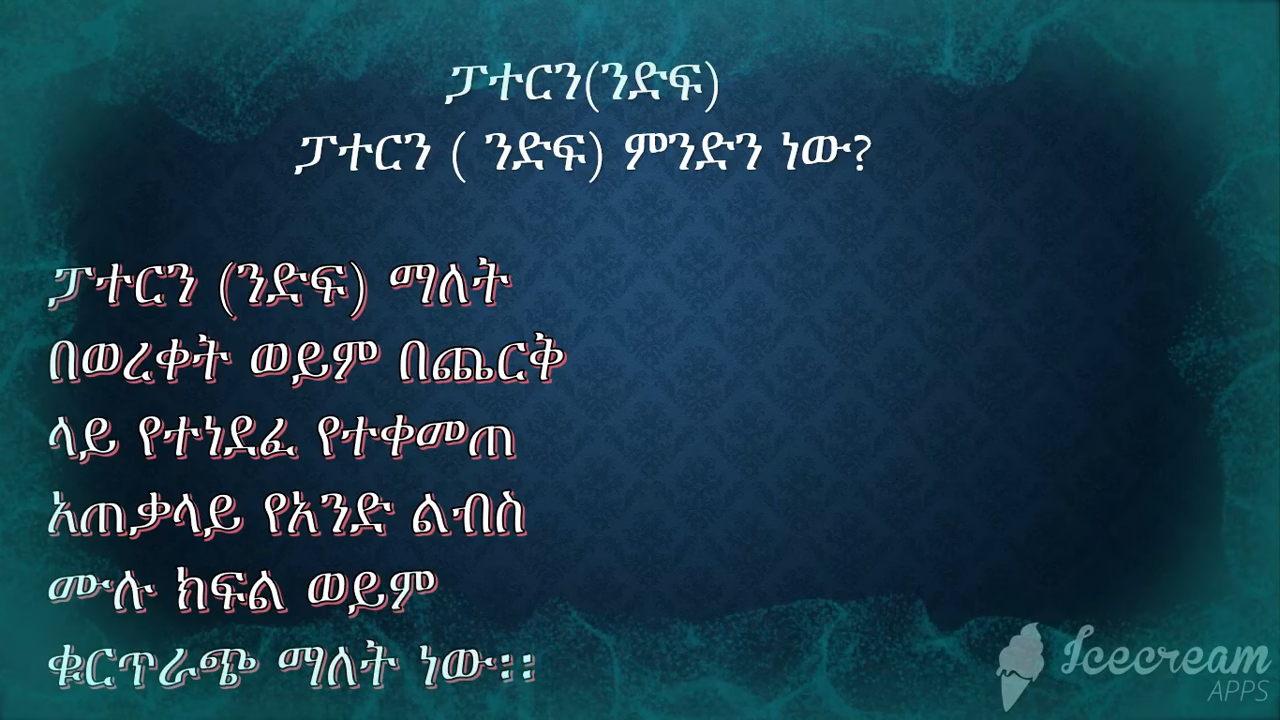 ፓተርን(ንድፍ)
ፓተርን ( ንድፍ) ምንድን ነው?
ፓተርን (ንድፍ) ማለት
በወረቀት ወይም በጨርቅ
ላይ የተነደፈ የተቀመጠ
አጠቃላይ የአንድ ልብስ
ሙሉ ክፍል ወይም
ቁርጥራጭ ማለት ነው፡፡
Icecream
APPS